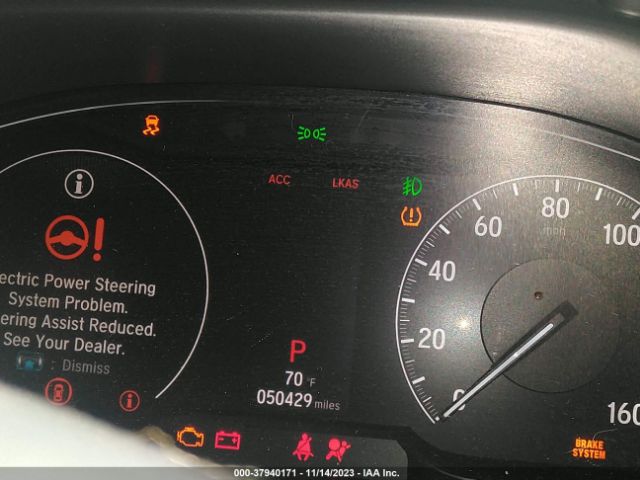 ACC LKAS
lectric Power Steering
System Problem.
ering Assist Reduced.
See Your Dealer.
: Dismiss
P
70 °F
050429 miles
0
20
40
60
80
100
160
mph
BRAKE
SYSTEM
000-37940171 - 11/14/2023 - IAA Inc.